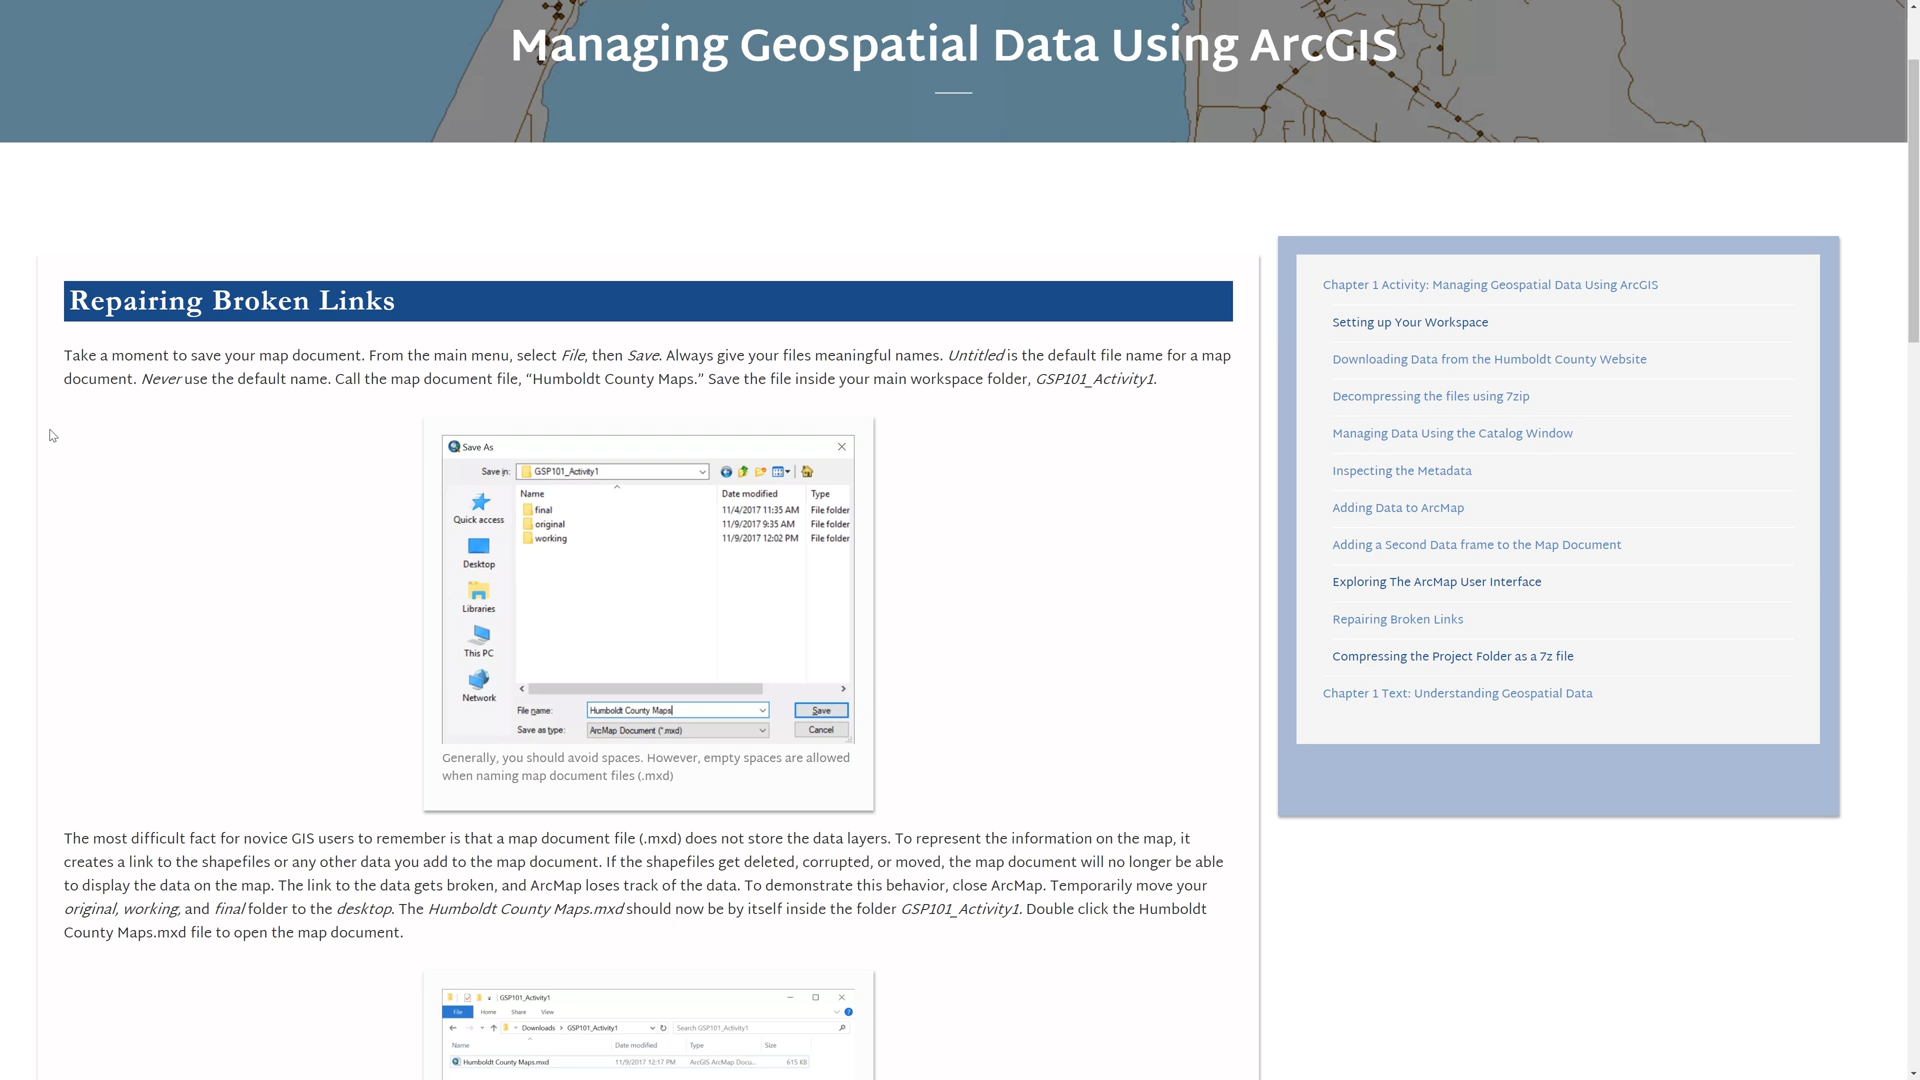 Managing Geospatial Data Using ArcGIS
Repairing Broken Links
Take a moment to save your map document. From the main menu, select File, then Save. Always give your files meaningful names. Untitled is the default file name for a map
document. Never use the default name. Call the map document file, “Humboldt County Maps.” Save the file inside your main workspace folder, GSP101_Activity1.
Save As
Save in: GSP101_Activity1
Name Date modified Type
final 11/4/2017 11:35 AM File folder
original 11/9/2017 9:35 AM File folder
working 11/9/2017 12:02 PM File folder
Quick access
Desktop
Libraries
This PC
Network
File name: Humboldt County Maps Save
Save as type: ArcMap Document (*.mxd) Cancel
Generally, you should avoid spaces. However, empty spaces are allowed
when naming map document files (.mxd)
The most difficult fact for novice GIS users to remember is that a map document file (.mxd) does not store the data layers. To represent the information on the map, it
creates a link to the shapefiles or any other data you add to the map document. If the shapefiles get deleted, corrupted, or moved, the map document will no longer be able
to display the data on the map. The link to the data gets broken, and ArcMap loses track of the data. To demonstrate this behavior, close ArcMap. Temporarily move your
original, working, and final folder to the desktop. The Humboldt County Maps.mxd should now be by itself inside the folder GSP101_Activity1. Double click the Humboldt
County Maps.mxd file to open the map document.
GSP101_Activity1
File Home Share View
Downloads > GSP101_Activity1 Search GSP101_Activity1
Name Date modified Type Size
Humboldt County Maps.mxd 11/9/2017 12:17 PM ArcGIS ArcMap Docu... 615 KB
Chapter 1 Activity: Managing Geospatial Data Using ArcGIS
Setting up Your Workspace
Downloading Data from the Humboldt County Website
Decompressing the files using 7zip
Managing Data Using the Catalog Window
Inspecting the Metadata
Adding Data to ArcMap
Adding a Second Data frame to the Map Document
Exploring The ArcMap User Interface
Repairing Broken Links
Compressing the Project Folder as a 7z file
Chapter 1 Text: Understanding Geospatial Data